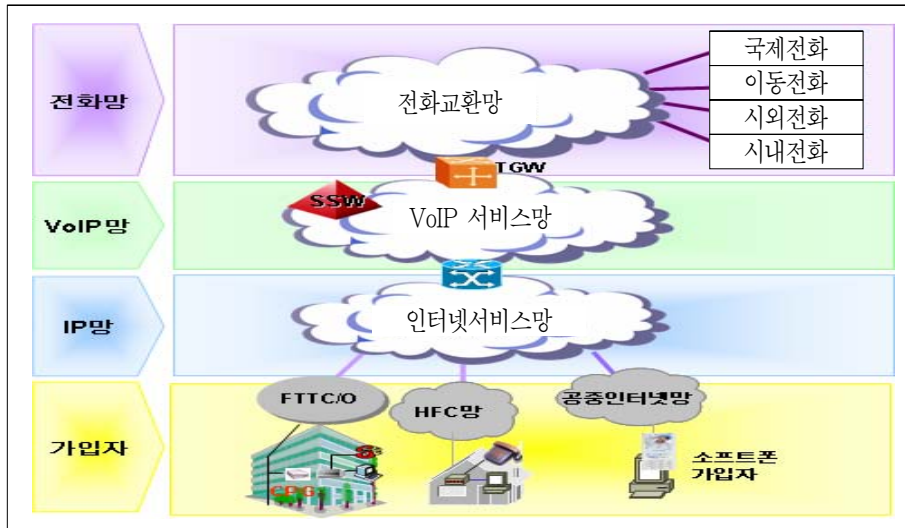 전화망
전화교환망
국제전화
이동전화
시외전화
시내전화
TGW
VoIP망
SSW
VoIP 서비스망
IP망
인터넷서비스망
가입자
FTTC/O
HFC망
공중인터넷망
CPG
소프트폰
가입자